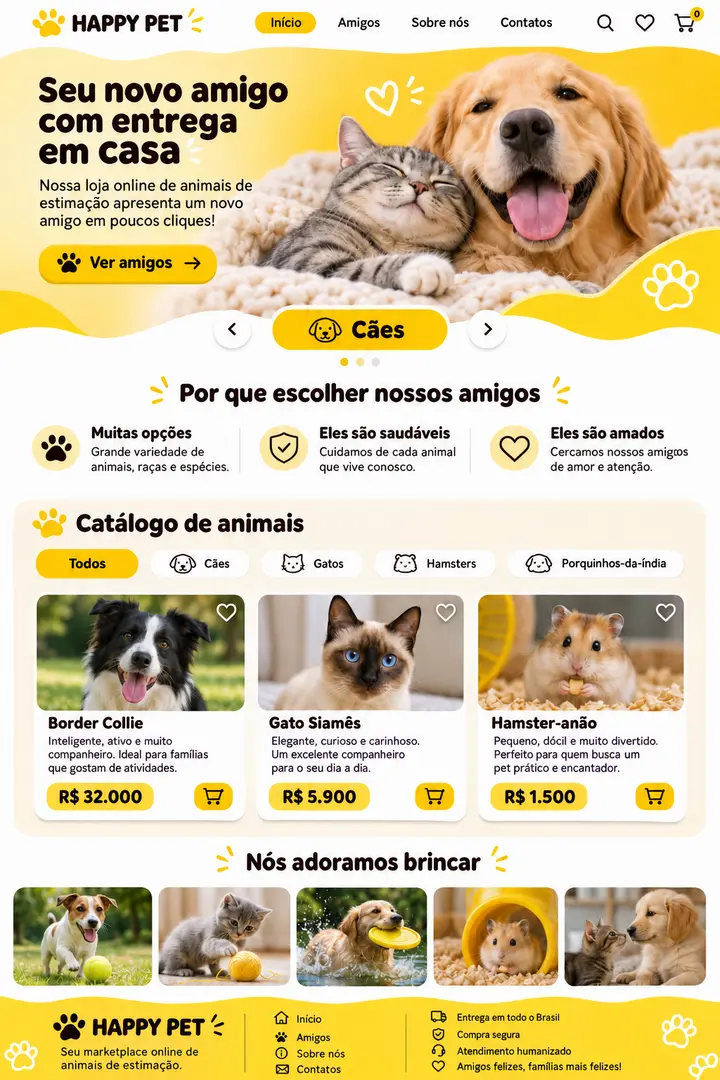 HAPPY PET
Início
Amigos
Sobre nós
Contatos
0
Seu novo amigo
com entrega
em casa
Nossa loja online de animais de
estimação apresenta um novo
amigo em poucos cliques!
Ver amigos
Cães
Por que escolher nossos amigos
Muitas opções
Grande variedade de
animais, raças e espécies.
Eles são saudáveis
Cuidamos de cada animal
que vive conosco.
Eles são amados
Cercamos nossos amigos
de amor e atenção.
Catálogo de animais
Todos
Cães
Gatos
Hamsters
Porquinhos-da-índia
Border Collie
Inteligente, ativo e muito
companheiro. Ideal para famílias
que gostam de atividades.
R$ 32.000
Gato Siamês
Elegante, curioso e carinhoso.
Um excelente companheiro
para o seu dia a dia.
R$ 5.900
Hamster-anão
Pequeno, dócil e muito divertido.
Perfeito para quem busca um
pet prático e encantador.
R$ 1.500
Nós adoramos brincar
HAPPY PET
Seu marketplace online de
animais de estimação.
Início
Amigos
Sobre nós
Contatos
Entrega em todo o Brasil
Compra segura
Atendimento humanizado
Amigos felizes, famílias mais felizes!